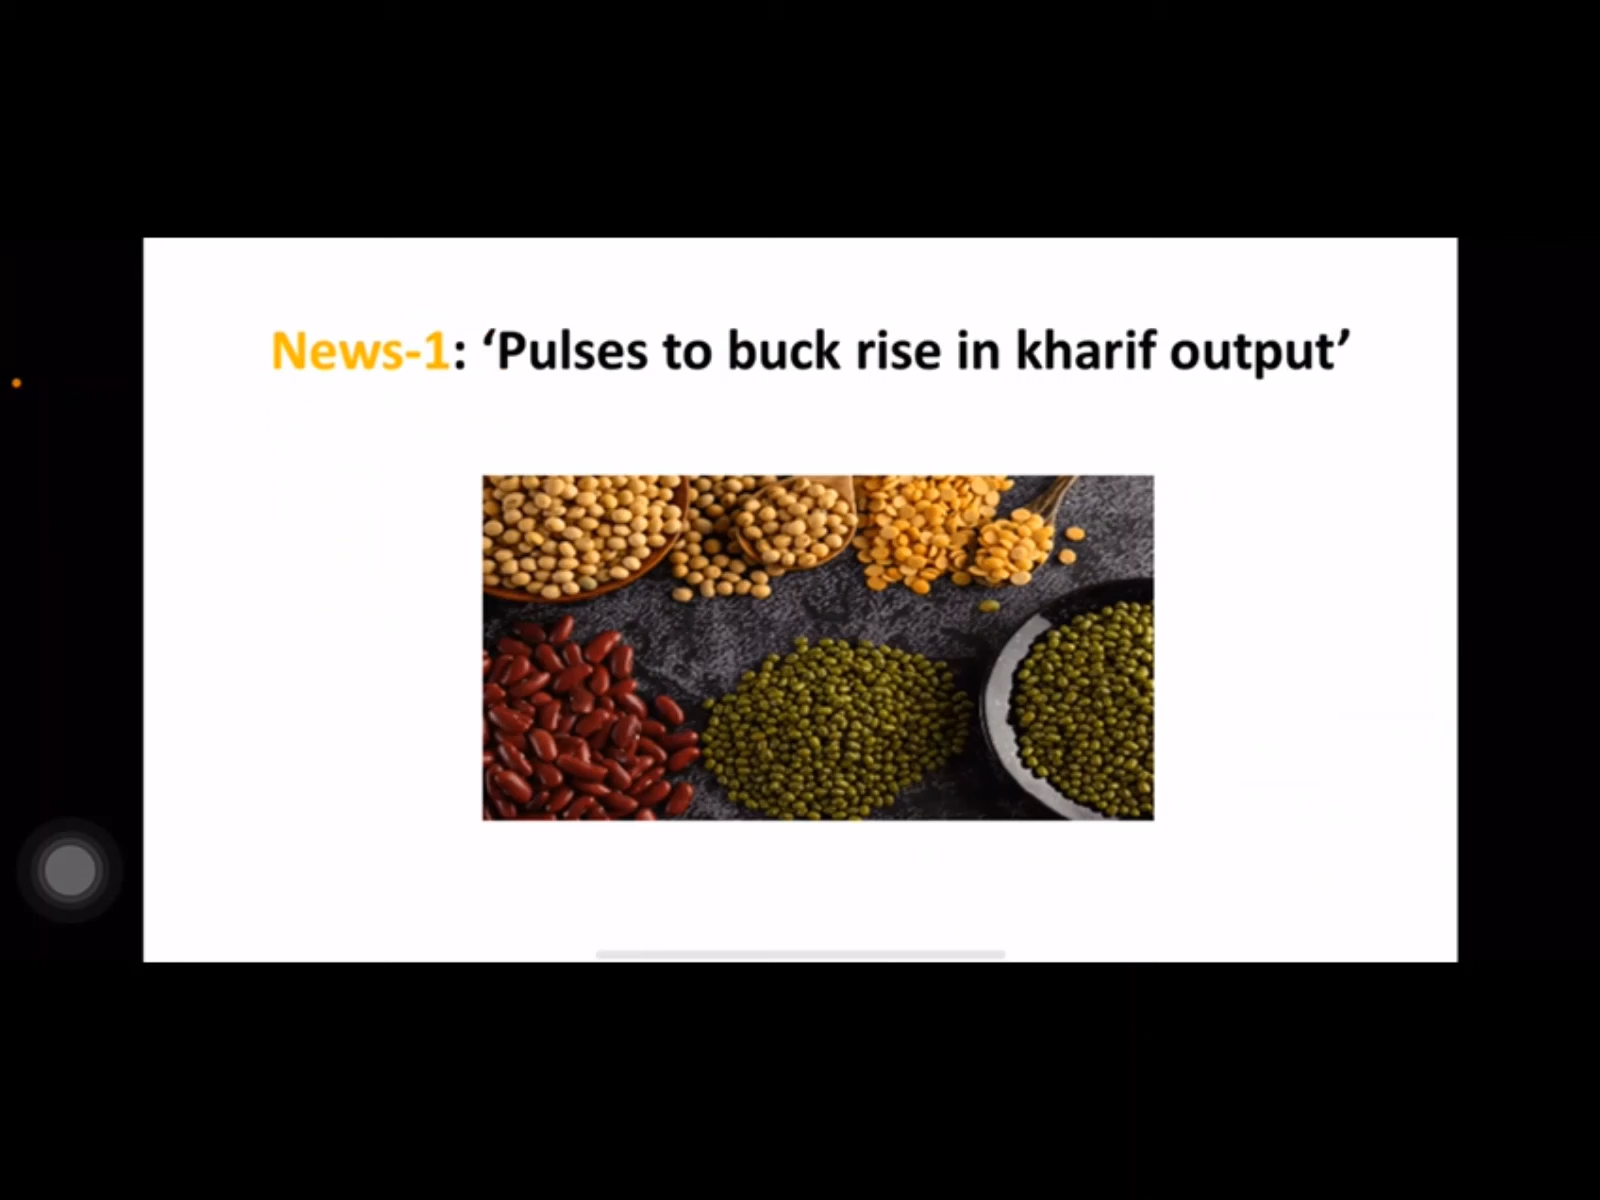 News-1: ‘Pulses to buck rise in kharif output’